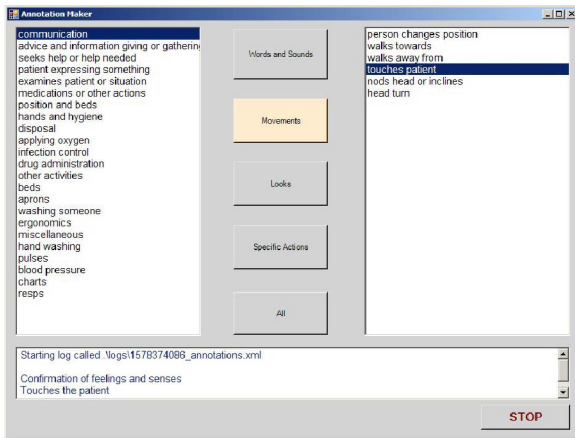 Annotation Maker
communication
advice and information giving or gathering
seeks help or help needed
patient expressing something
examines patient or situation
medications or other actions
position and beds
hands and hygiene
disposal
applying oxygen
infection control
drug administration
other activities
beds
aprons
washing someone
ergonomics
miscellaneous
hand washing
pulses
blood pressure
charts
resps
Words and Sounds
Movements
Looks
Specific Actions
All
person changes position
walks towards
walks away from
touches patient
nods head or inclines
head turn
Starting log called .\logs\1578374086_annotations.xml
Confirmation of feelings and senses
Touches the patient
STOP